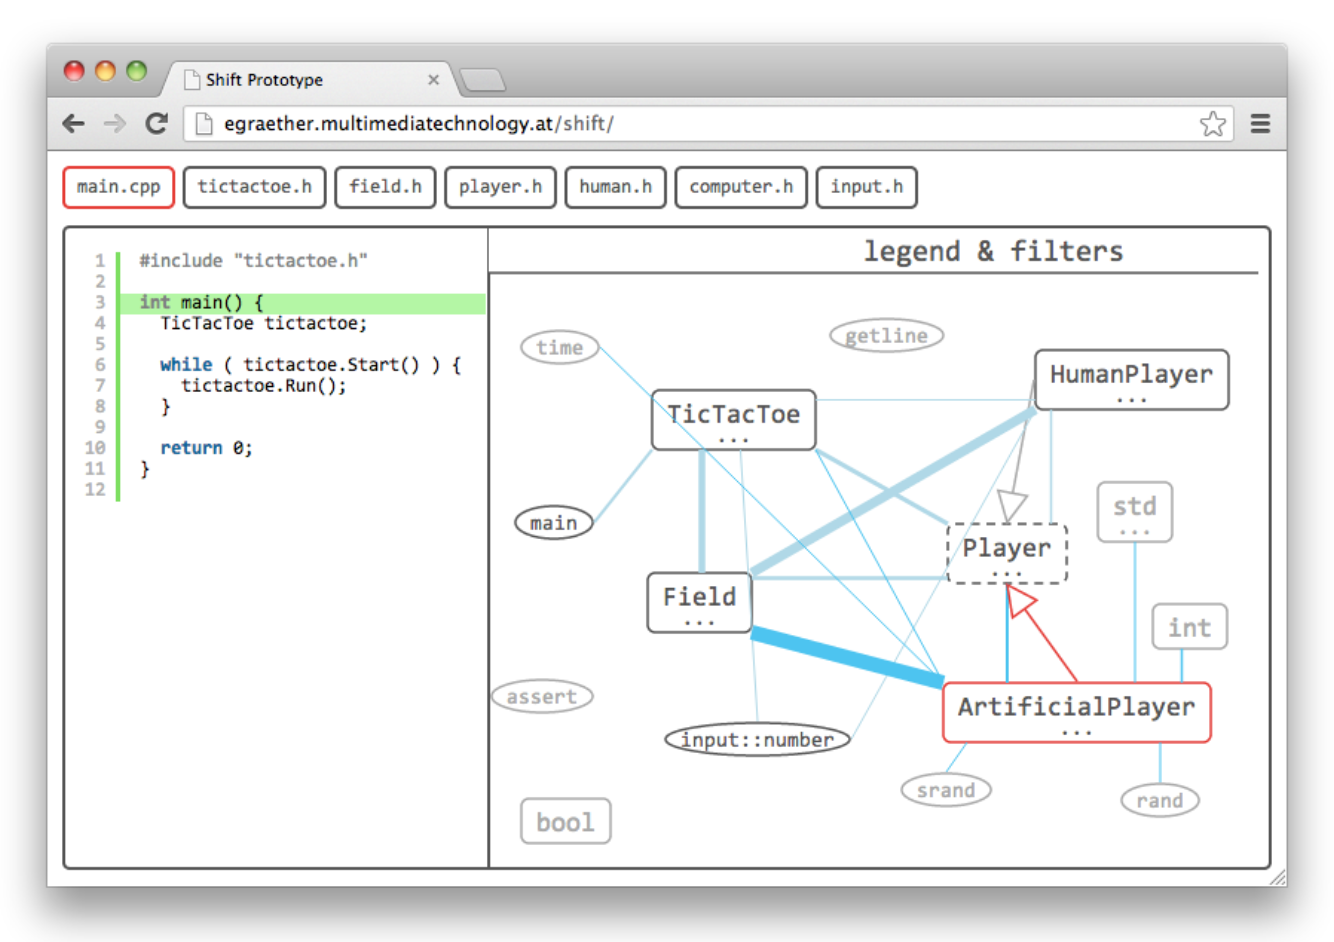 Shift Prototype
egraether.multimediatechnology.at/shift/
main.cpp tictactoe.h field.h player.h human.h computer.h input.h
legend & filters
1 #include "tictactoe.h"
2
3 int main() {
4 TicTacToe tictactoe;
5
6 while ( tictactoe.Start() ) {
7 tictactoe.Run();
8 }
9
10 return 0;
11 }
12
time
getline
HumanPlayer
...
TicTacToe
...
std
...
main
Player
...
Field
...
int
assert
ArtificialPlayer
...
input::number
srand
rand
bool